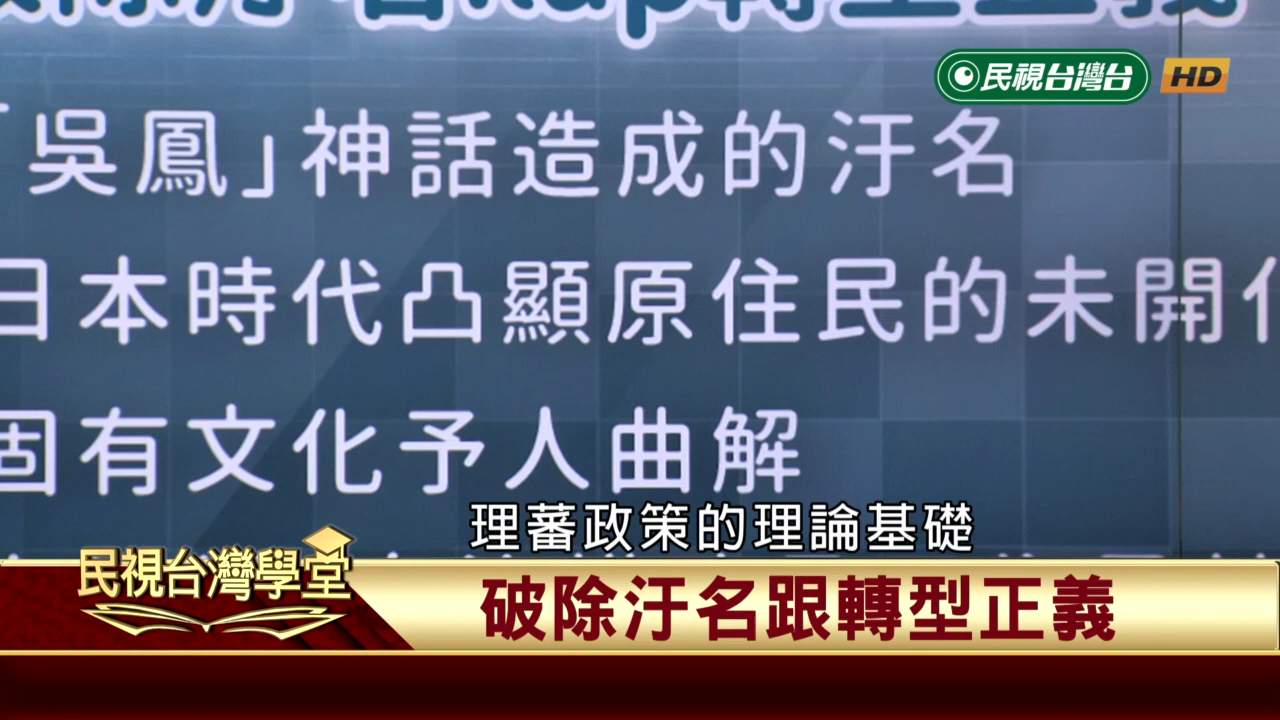 民視台灣台 HD
「吳鳳」神話造成的汙名
日本時代凸顯原住民的未開
固有文化予人曲解
理蕃政策的理論基礎
民視台灣學堂
破除汙名跟轉型正義